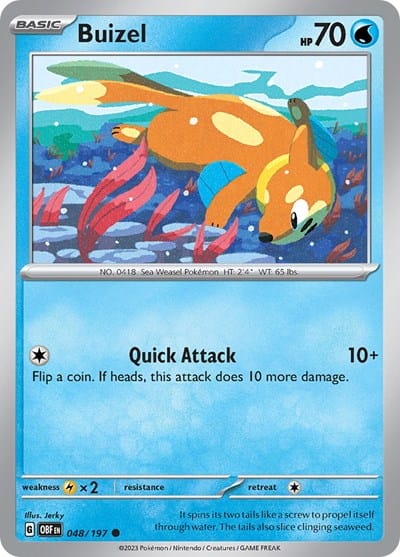 BASIC
Buizel
HP 70
NO. 0418 Sea Weasel Pokémon HT: 2'4" WT: 65 lbs.
Quick Attack 10+
Flip a coin. If heads, this attack does 10 more damage.
weakness ×2 resistance retreat
Illus. Jerky
G OBF EN 048/197
It spins its two tails like a screw to propel itself
through water. The tails also slice clinging seaweed.
©2023 Pokémon / Nintendo / Creatures / GAME FREAK